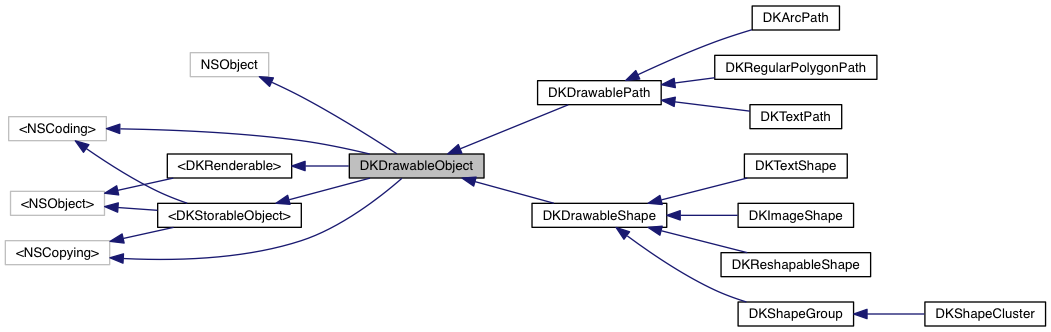 DKArcPath
NSObject
DKRegularPolygonPath
DKDrawablePath
DKTextPath
<NSCoding>
<DKRenderable>
DKDrawableObject
DKTextShape
<NSObject>
<DKStorableObject>
DKDrawableShape
DKImageShape
<NSCopying>
DKReshapableShape
DKShapeGroup
DKShapeCluster